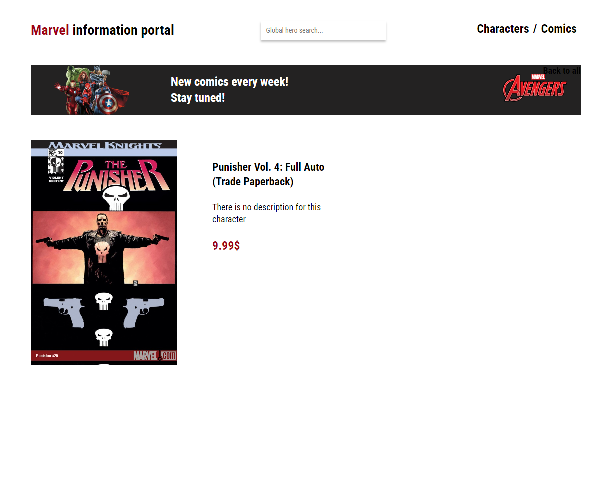 Marvel information portal
Global hero search...
Characters / Comics
Back to all
New comics every week!
Stay tuned!
MARVEL
AVENGERS
MARVEL KNIGHTS
THE
PUNISHER
Punisher Vol. 4: Full Auto
(Trade Paperback)
There is no description for this
character
9.99$
MARVEL .COM